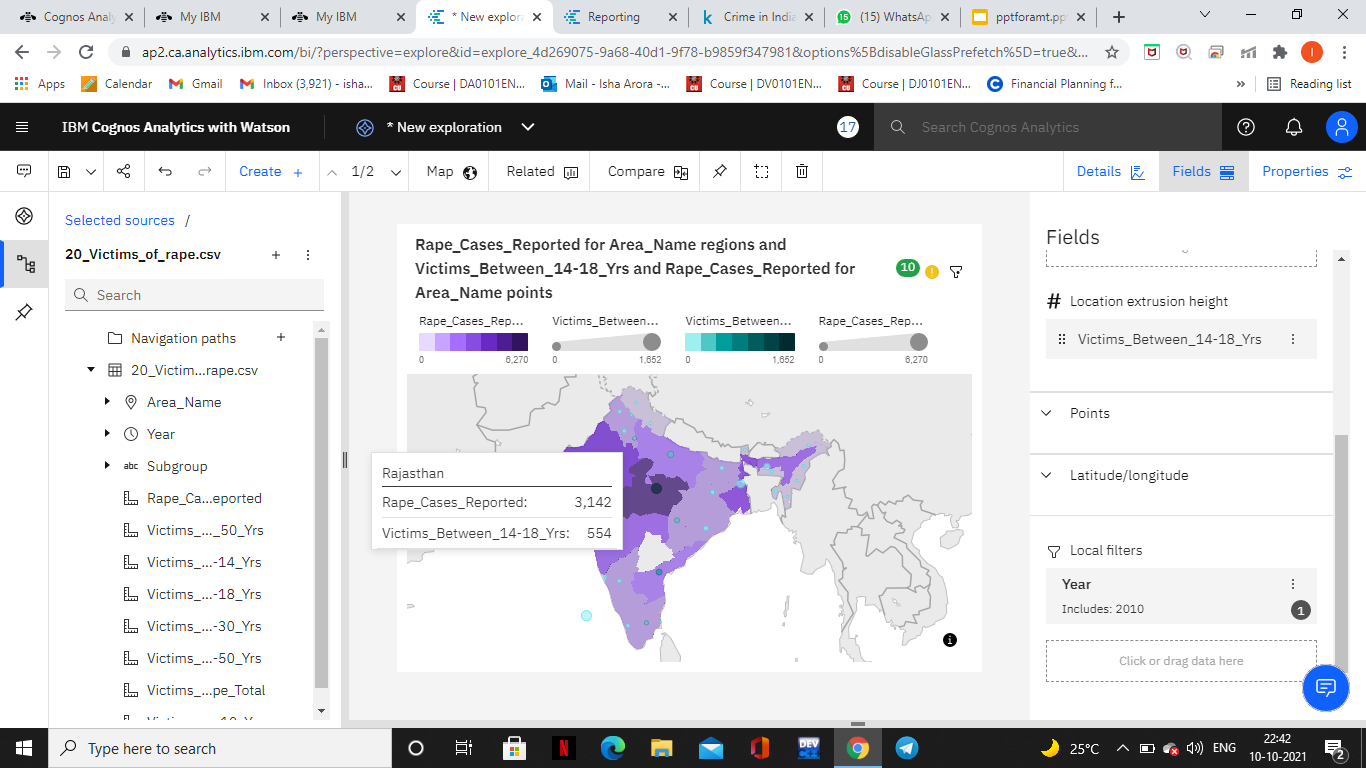 Cognos Analy
My IBM
My IBM
* New explora
Reporting
Crime in India
(15) WhatsAp
pptforamt.pp
ap2.ca.analytics.ibm.com/bi/?perspective=explore&id=explore_4d269075-9a68-40d1-9f78-b9859f347981&options%5BdisableGlassPrefetch%5D=true&...
I
Apps
Calendar
Gmail
Inbox (3,921) - isha...
Course | DA0101EN...
Mail - Isha Arora -...
Course | DV0101EN...
Course | DJ0101EN...
Financial Planning f...
»
Reading list
IBM Cognos Analytics with Watson
* New exploration
17
Search Cognos Analytics
Create +
1/2
Map
Related
Compare
Details
Fields
Properties
Selected sources /
20_Victims_of_rape.csv
Search
Navigation paths
20_Victim...rape.csv
Area_Name
Year
abc Subgroup
Rape_Ca...eported
Victims_..._50_Yrs
Victims_...-14_Yrs
Victims_...-18_Yrs
Victims_...-30_Yrs
Victims_...-50_Yrs
Victims_...pe_Total
Rape_Cases_Reported for Area_Name regions and
Victims_Between_14-18_Yrs and Rape_Cases_Reported for
Area_Name points
10
Rape_Cases_Rep...
Victims_Between...
Victims_Between...
Rape_Cases_Rep...
0 6,270
0 1,652
0 1,652
0 6,270
Rajasthan
Rape_Cases_Reported: 3,142
Victims_Between_14-18_Yrs: 554
Fields
# Location extrusion height
Victims_Between_14-18_Yrs
Points
Latitude/longitude
Local filters
Year
Includes: 2010
1
Click or drag data here
Type here to search
N
DEV
25°C
ENG
22:42
10-10-2021
2